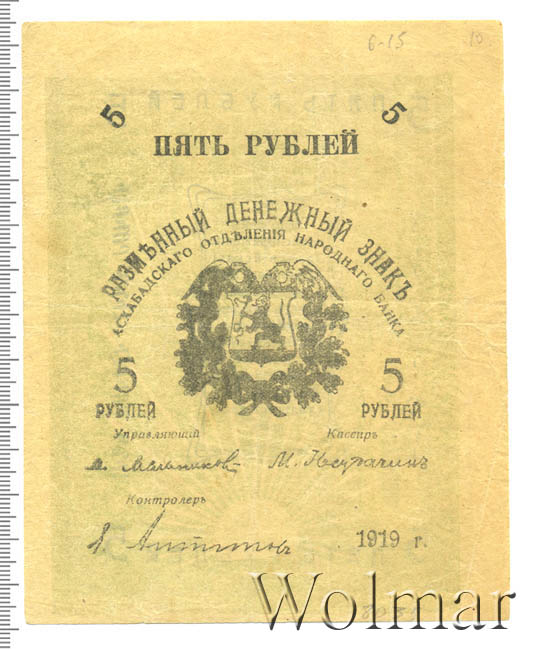 6-15 10
5 5
ПЯТЬ РУБЛЕЙ
РАЗМѢННЫЙ ДЕНЕЖНЫЙ ЗНАКЪ
АСХАБАДСКАГО ОТДѢЛЕНІЯ НАРОДНАГО БАНКА
5 5
РУБЛЕЙ РУБЛЕЙ
Управляющій Кассиръ
Контролеръ
1919 г.
Wolmar